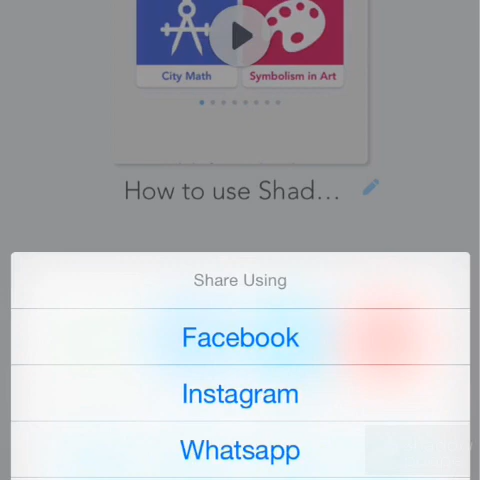 City Math
Symbolism in Art
How to use Shad...
Share Using
Facebook
Instagram
Whatsapp